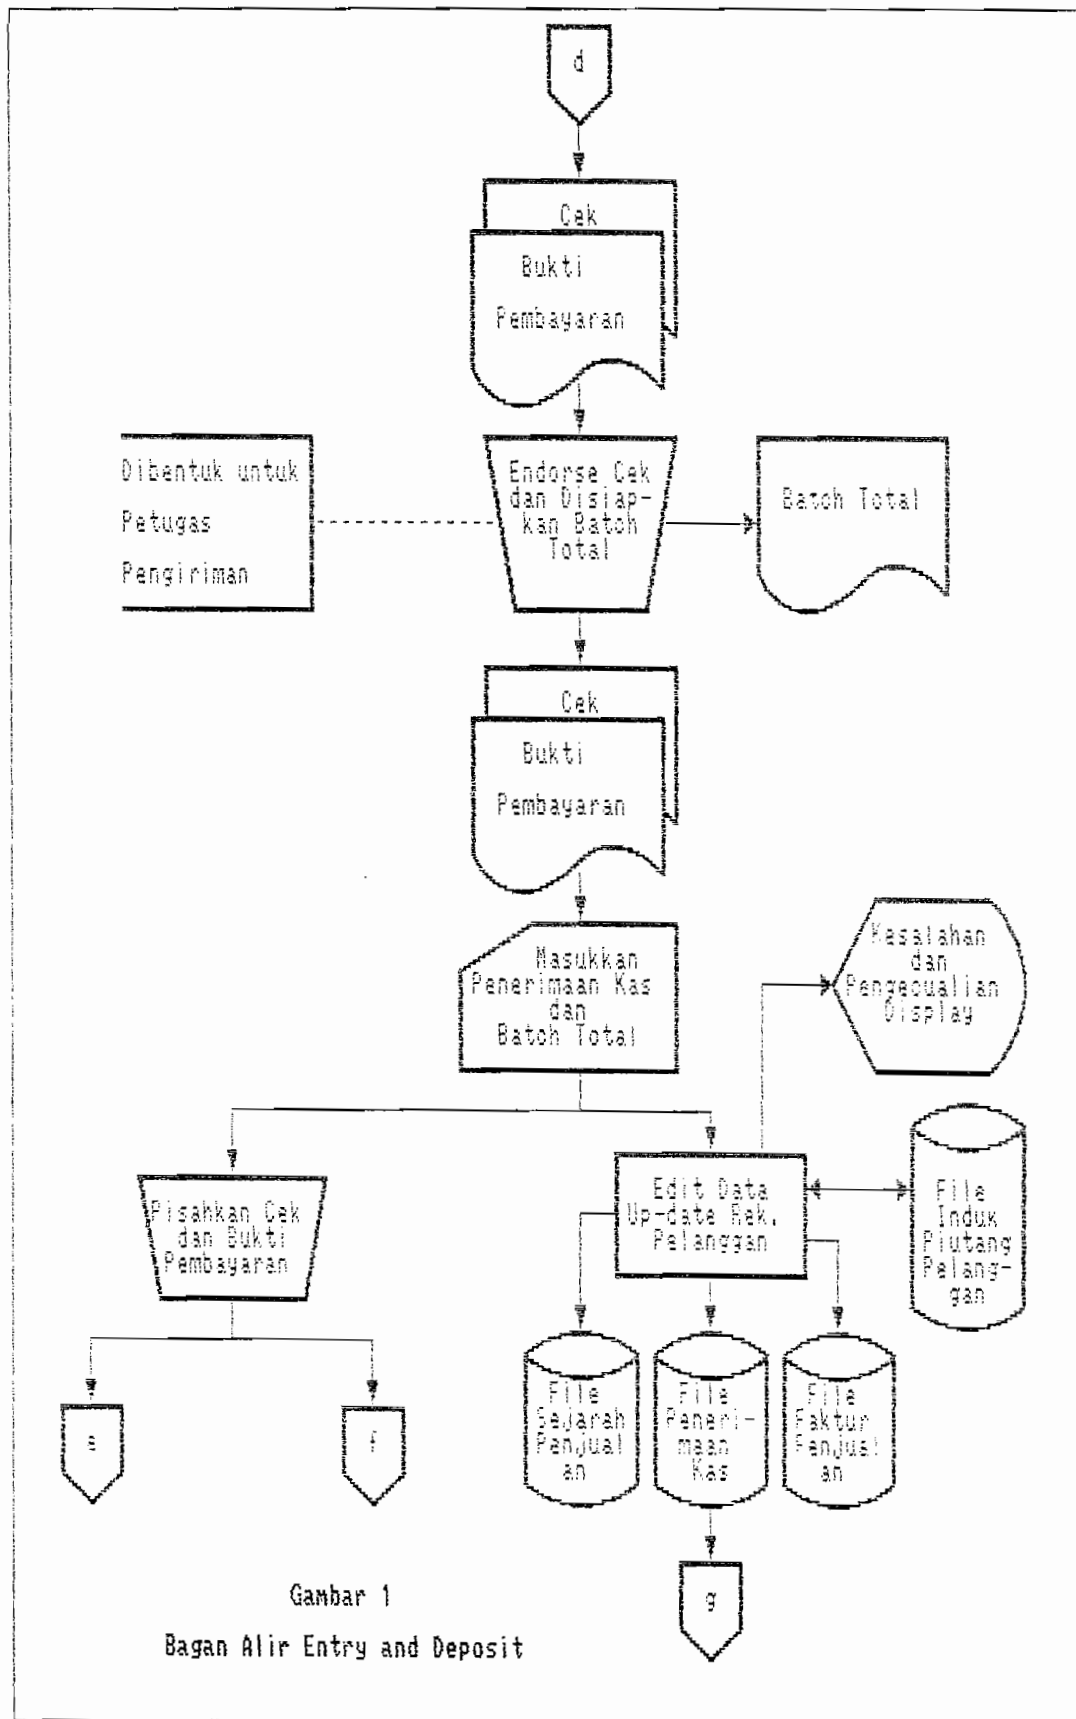 d
Cek
Bukti
Pembayaran
Dibentuk untuk
Petugas
Pengiriman
Endorse Cek
dan Disiap-
kan Batch
Total
Batch Total
Cek
Bukti
Pembayaran
Masukkan
Penerimaan Kas
dan
Batch Total
Kesalahan
dan
Pengecualian
Display
Pisahkan Cek
dan Bukti
Pembayaran
Edit Data
Up-date Rek.
Pelanggan
File
Induk
Piutang
Pelang-
gan
File
Sejarah
Penjual
an
File
Peneri-
maan
Kas
File
Faktur
Penjual
an
e
f
g
Gambar 1
Bagan Alir Entry and Deposit